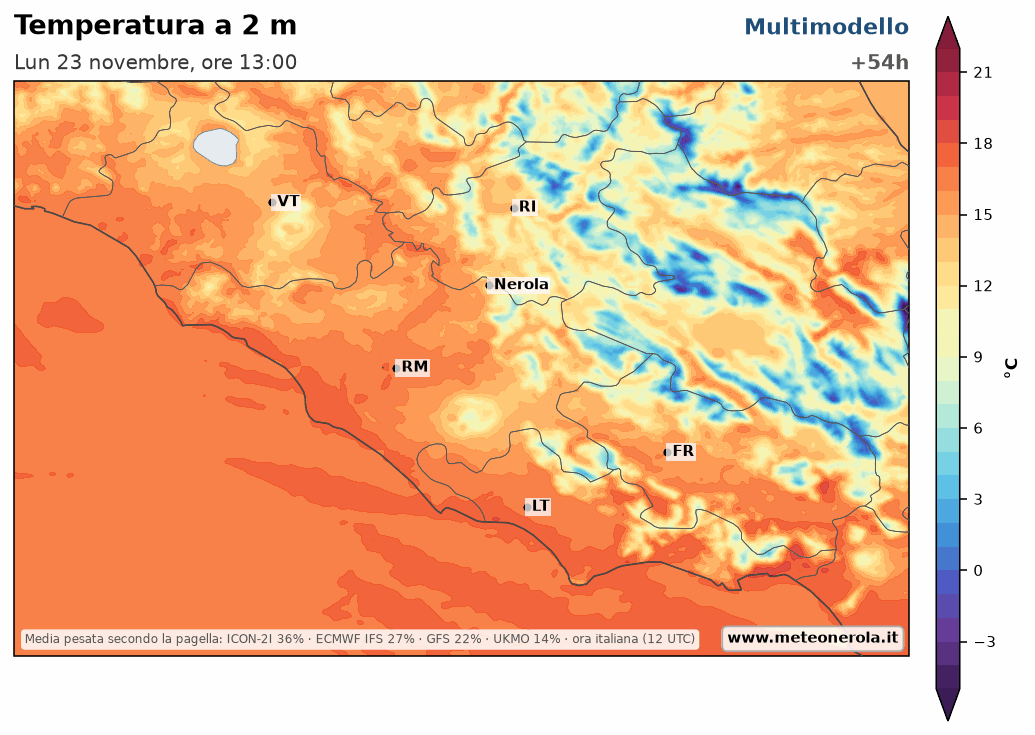 Temperatura a 2 m
Multimodello
Lun 23 novembre, ore 13:00
+54h
21
18
15
12
9
6
3
0
−3
°C
VT
RI
Nerola
RM
FR
LT
Media pesata secondo la pagella: ICON-2I 36% · ECMWF IFS 27% · GFS 22% · UKMO 14% · ora italiana (12 UTC)
www.meteonerola.it